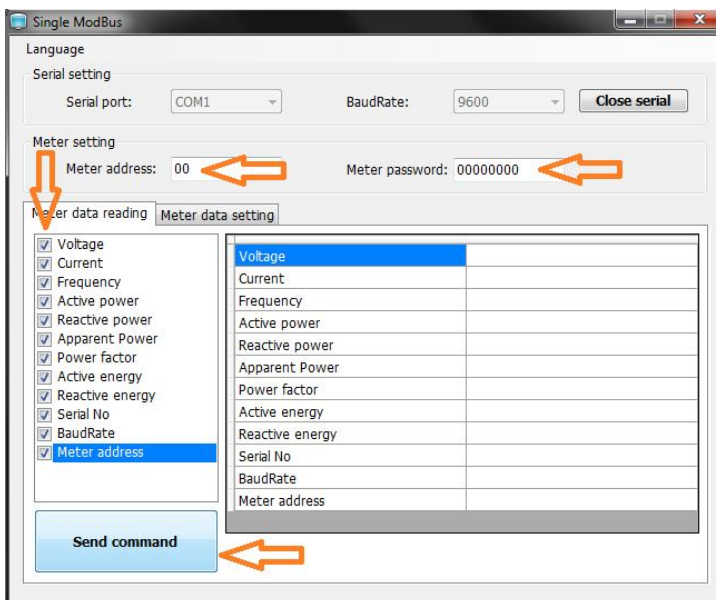 Single ModBus
Language
Serial setting
Serial port: COM1 BaudRate: 9600 Close serial
Meter setting
Meter address: 00 Meter password: 00000000
Meter data reading Meter data setting
Voltage
Current
Frequency
Active power
Reactive power
Apparent Power
Power factor
Active energy
Reactive energy
Serial No
BaudRate
Meter address
Voltage
Current
Frequency
Active power
Reactive power
Apparent Power
Power factor
Active energy
Reactive energy
Serial No
BaudRate
Meter address
Send command